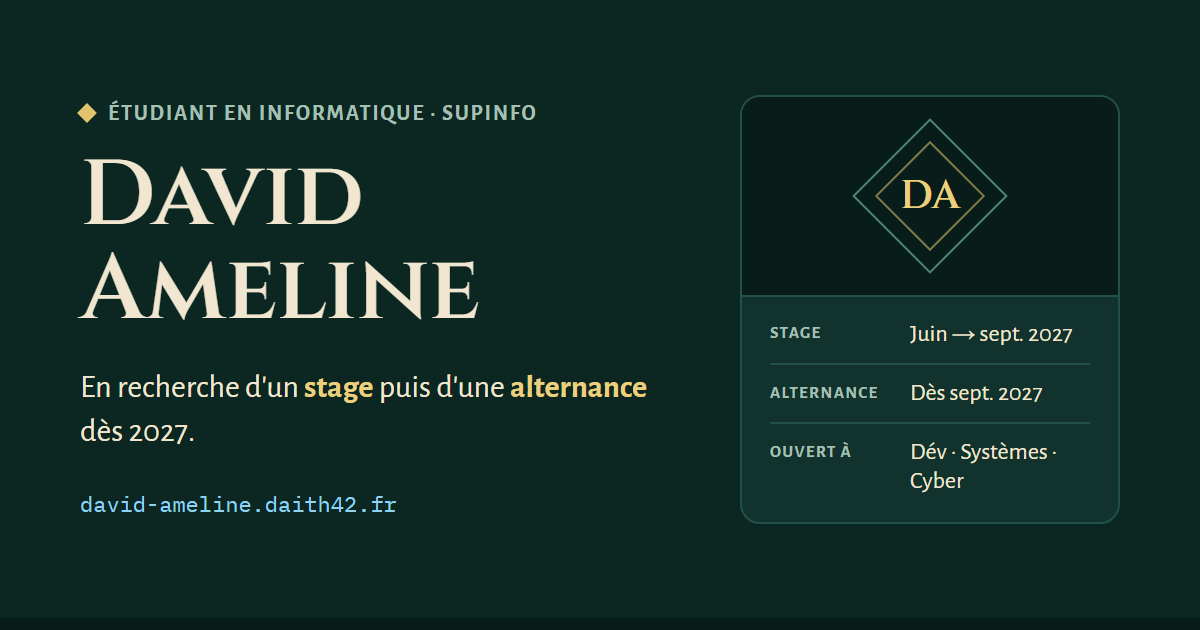 ÉTUDIANT EN INFORMATIQUE · SUPINFO
DAVID
AMELINE
En recherche d'un stage puis d'une alternance
dès 2027.
david-ameline.daith42.fr
DA
STAGE Juin → sept. 2027
ALTERNANCE Dès sept. 2027
OUVERT À Dév · Systèmes ·
Cyber